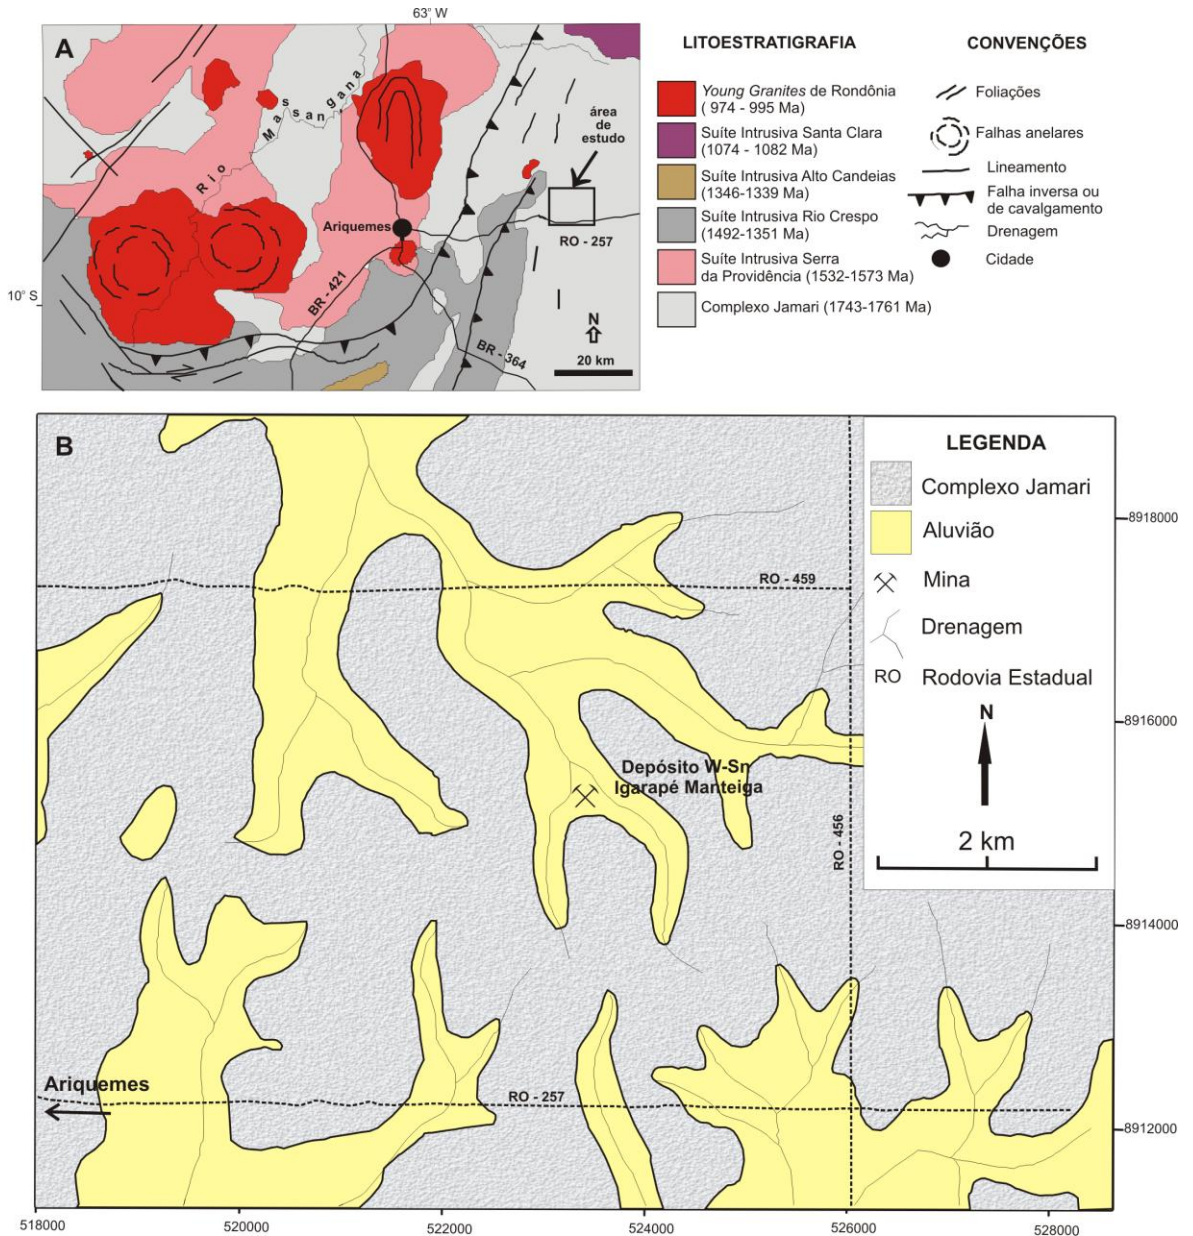 63° W
A
Massangana
Rio
Ariquemes
área
de
estudo
RO - 257
BR - 421
BR - 364
10° S
N
20 km
LITOESTRATIGRAFIA
Young Granites de Rondônia
( 974 - 995 Ma)
Suíte Intrusiva Santa Clara
(1074 - 1082 Ma)
Suíte Intrusiva Alto Candeias
(1346-1339 Ma)
Suíte Intrusiva Rio Crespo
(1492-1351 Ma)
Suíte Intrusiva Serra
da Providência (1532-1573 Ma)
Complexo Jamari (1743-1761 Ma)
CONVENÇÕES
Foliações
Falhas anelares
Lineamento
Falha inversa ou
de cavalgamento
Drenagem
Cidade
B
RO - 459
Depósito W-Sn
Igarapé Manteiga
RO - 456
Ariquemes
RO - 257
LEGENDA
Complexo Jamari
Aluvião
Mina
Drenagem
RO Rodovia Estadual
N
2 km
8918000
8916000
8914000
8912000
518000
520000
522000
524000
526000
528000